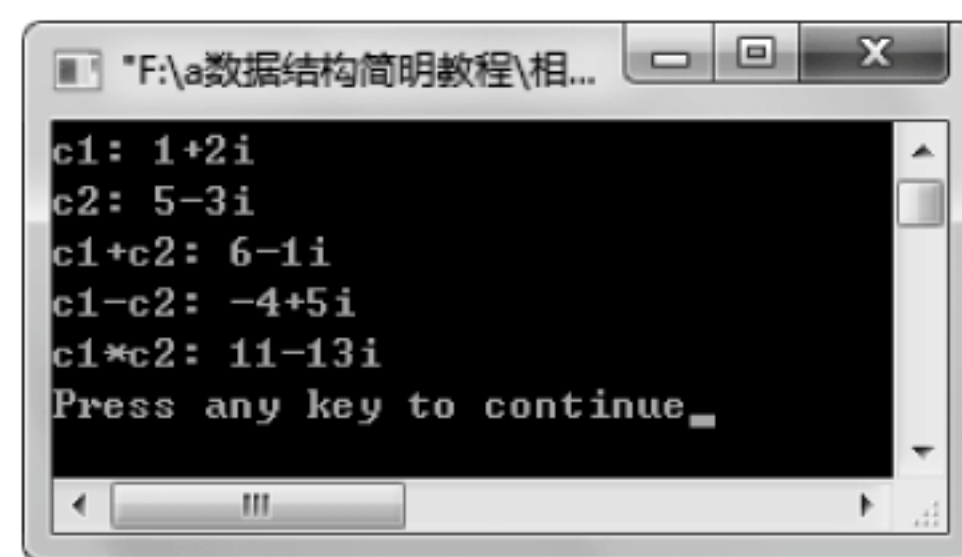 "F:\a数据结构简明教程\相...
c1: 1+2i
c2: 5-3i
c1+c2: 6-1i
c1-c2: -4+5i
c1*c2: 11-13i
Press any key to continue